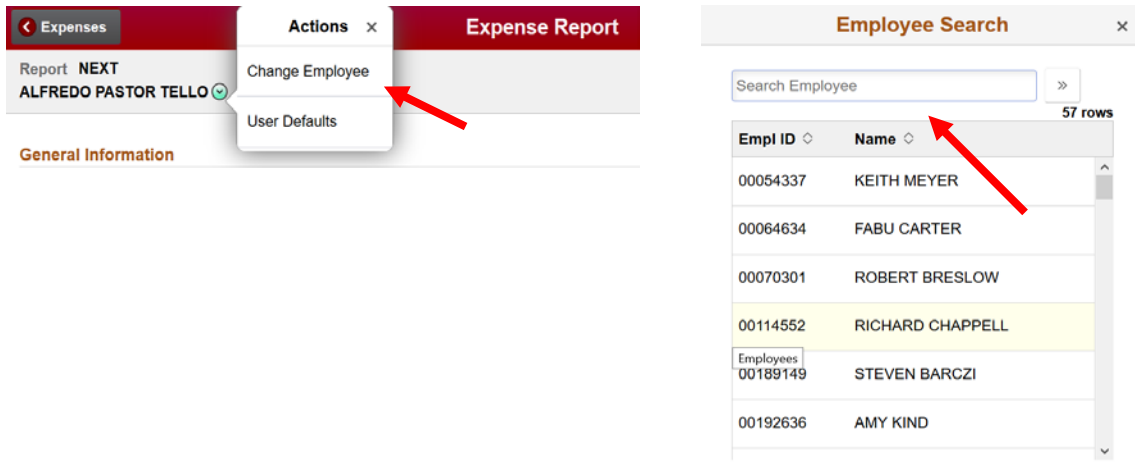 Expenses
Actions ×
Expense Report
Report NEXT
ALFREDO PASTOR TELLO
Change Employee
User Defaults
General Information
Employee Search ×
Search Employee »
57 rows
Empl ID Name
00054337 KEITH MEYER
00064634 FABU CARTER
00070301 ROBERT BRESLOW
00114552 RICHARD CHAPPELL
Employees
00189149 STEVEN BARCZI
00192636 AMY KIND